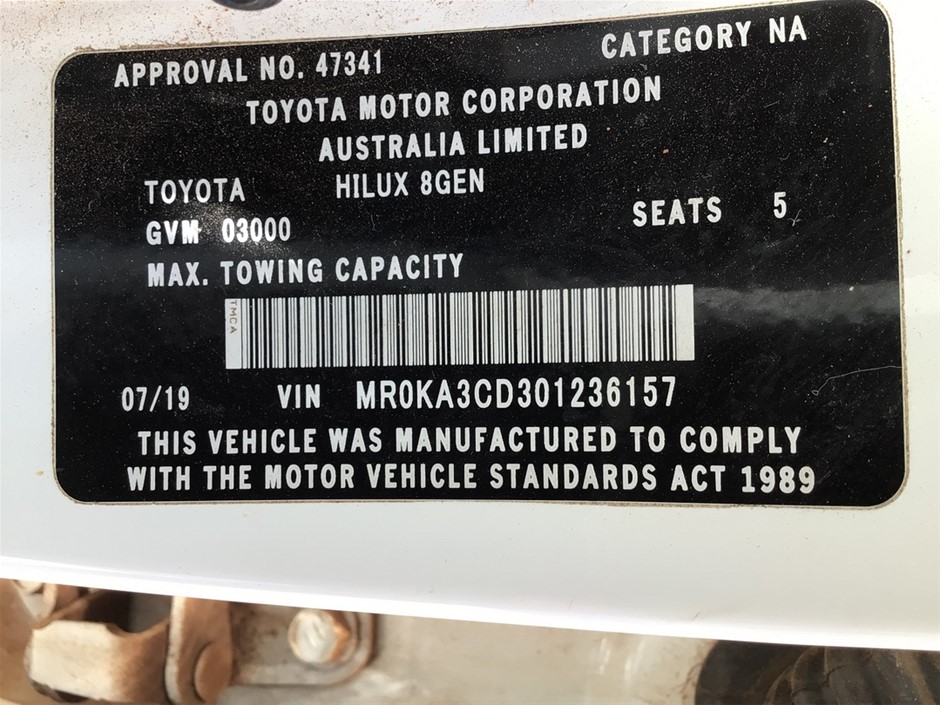 APPROVAL NO. 47341 CATEGORY NA
TOYOTA MOTOR CORPORATION
AUSTRALIA LIMITED
TOYOTA HILUX 8GEN
GVM 03000 SEATS 5
MAX. TOWING CAPACITY
TMCA
07/19 VIN MR0KA3CD301236157
THIS VEHICLE WAS MANUFACTURED TO COMPLY
WITH THE MOTOR VEHICLE STANDARDS ACT 1989